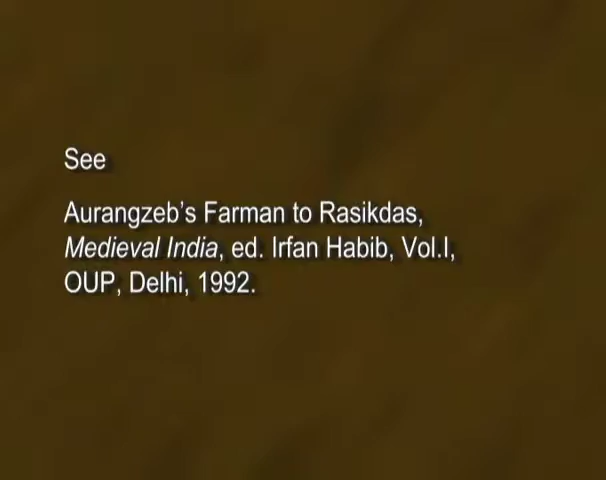 See
Aurangzeb's Farman to Rasikdas,
Medieval India, ed. Irfan Habib, Vol.I,
OUP, Delhi, 1992.